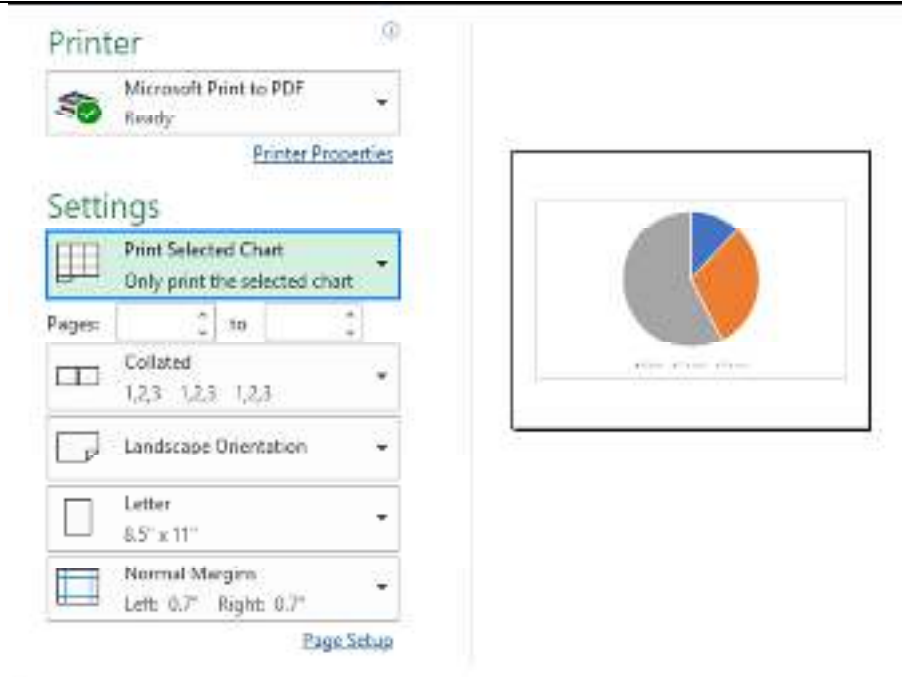 Printer
Microsoft Print to PDF
Ready
Printer Properties
Settings
Print Selected Chart
Only print the selected chart
Pages:
to
Collated
1,2,3 1,2,3 1,2,3
Landscape Orientation
Letter
8.5" x 11"
Normal Margins
Left: 0.7" Right: 0.7"
Page Setup